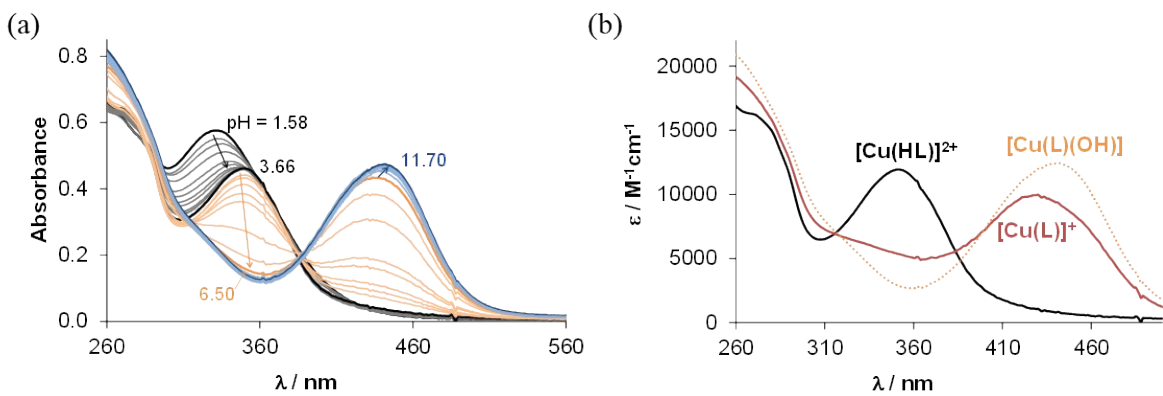 (a)
Absorbance
0.8
0.6
0.4
0.2
0.0
pH = 1.58
3.66
11.70
6.50
260 360 460 560
λ / nm
(b)
ε / M⁻¹cm⁻¹
20000
15000
10000
5000
0
[Cu(HL)]²⁺
[Cu(L)(OH)]
[Cu(L)]⁺
260 310 360 410 460
λ / nm